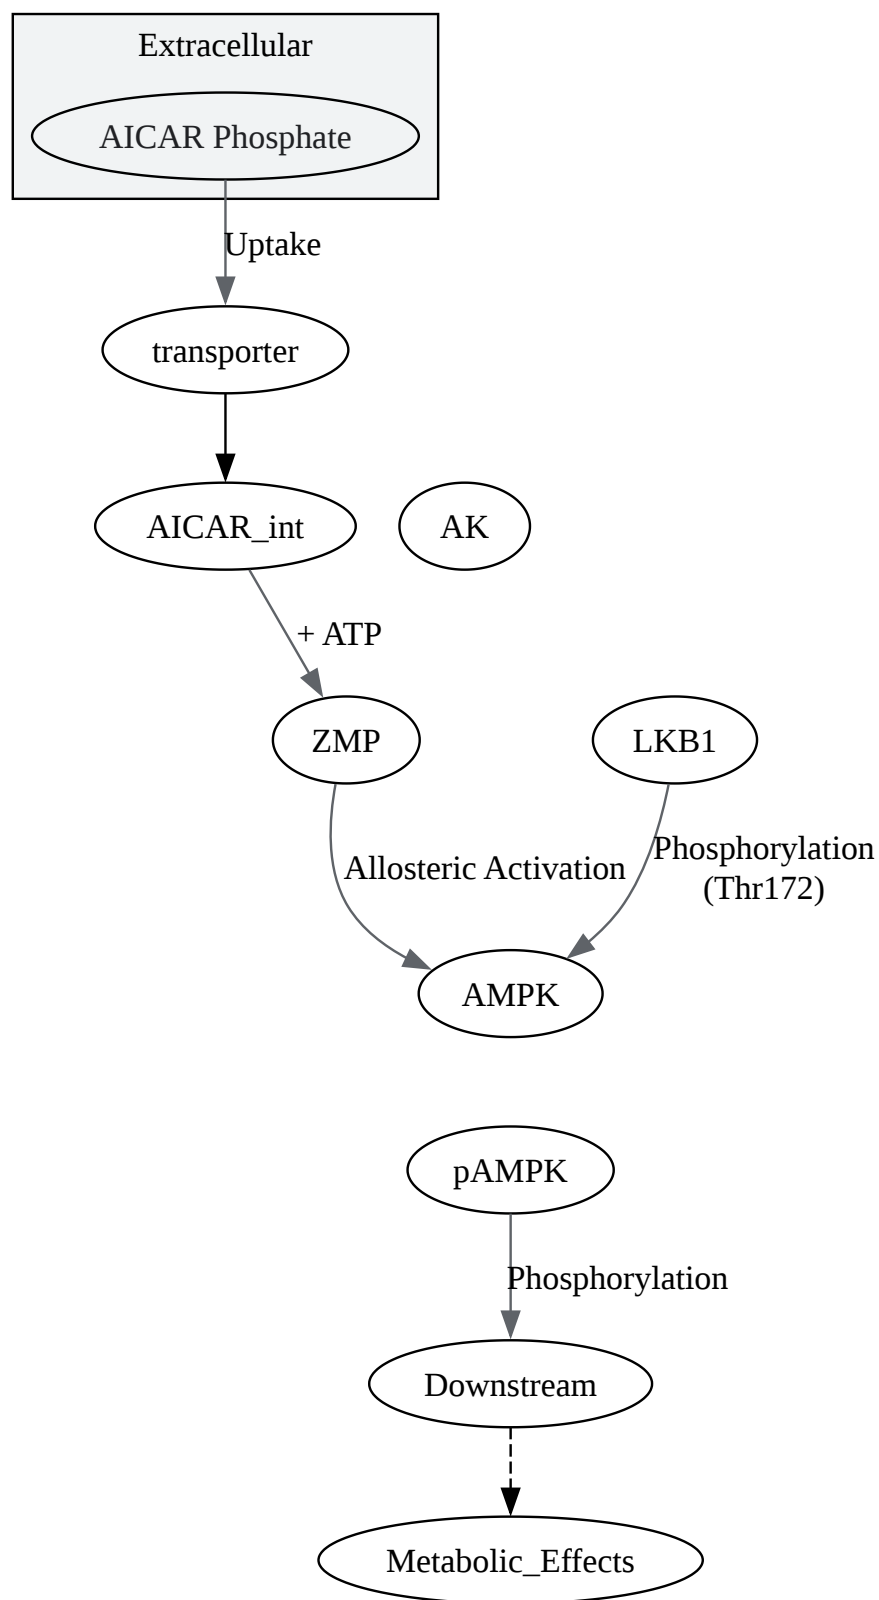 Extracellular
AICAR Phosphate
Uptake
transporter
AICAR_int
AK
+ ATP
ZMP
LKB1
Allosteric Activation
Phosphorylation
(Thr172)
AMPK
pAMPK
Phosphorylation
Downstream
Metabolic_Effects